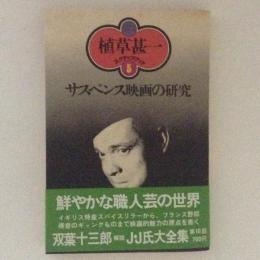 植草甚一
スクラップブック
5
サスペンス映画の研究
鮮やかな職人芸の世界
イギリス特産スパイスリラーから、フランス野郎
得意のギャングものまで映画的魅力の原点を覗く
双葉十三郎 解説 J・J氏大全集 第18回
780円